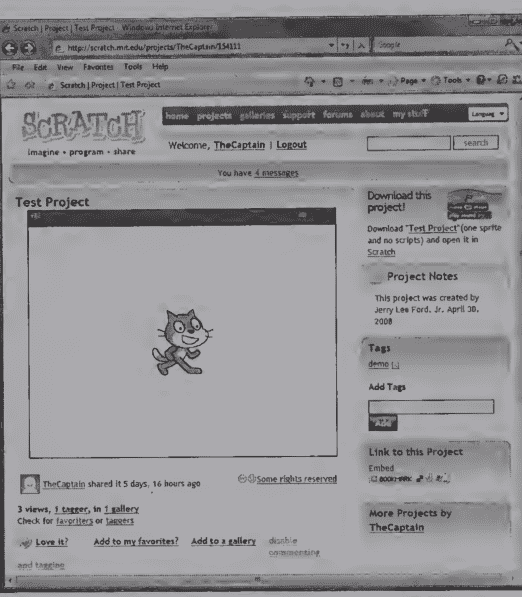 Scratch | Project | Test Project - Windows Internet Explorer
http://scratch.mit.edu/projects/TheCaptain/154111
Google
File Edit View Favorites Tools Help
Scratch | Project | Test Project
Page Tools
SCRATCH
home projects galleries support forums about my stuff
Language
imagine • program • share
Welcome, TheCaptain | Logout
search
You have 4 messages
Test Project
Download this
project!
Download "Test Project"(one sprite
and no scripts) and open it in
Scratch
Project Notes
This project was created by
Jerry Lee Ford, Jr. April 30,
2008
Tags
demo
Add Tags
Add
Link to this Project
Embed
BOOKMARK
TheCaptain shared it 5 days, 16 hours ago
Some rights reserved
3 views, 1 tagger, in 1 gallery
Check for favoriters or taggers
Love it? Add to my favorites? Add to a gallery disable
commenting
and tagging
More Projects by
TheCaptain